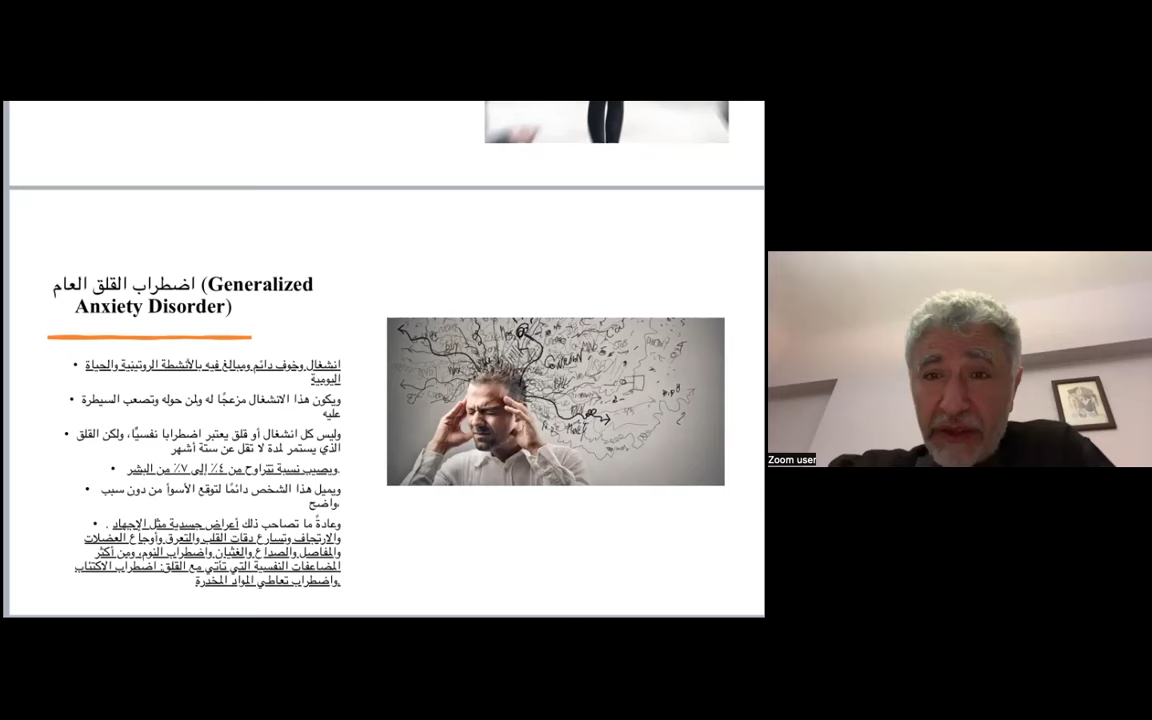 اضطراب القلق العام (Generalized
Anxiety Disorder)
• انشغال وخوف دائم ومبالغ فيه بالأنشطة الروتينية والحياة
اليومية
• ويكون هذا الانشغال مزعجًا له ولمن حوله وتصعب السيطرة
عليه
• وليس كل انشغال أو قلق يعتبر اضطرابا نفسيًا، ولكن القلق
الذي يستمر لمدة لا تقل عن ستة أشهر
• ويصيب نسبة تتراوح من ٤٪ إلى ٧٪ من البشر.
• ويميل هذا الشخص دائمًا لتوقع الأسوأ من دون سبب
واضح.
• وعادةً ما تصاحب ذلك أعراض جسدية مثل الإجهاد .
والارتجاف وتسارع دقات القلب والتعرق وأوجاع العضلات
والمفاصل والصداع والغثيان واضطراب النوم، ومن أكثر
المضاعفات النفسية التي تأتي مع القلق: اضطراب الاكتئاب
واضطراب تعاطي المواد المخدرة.
Zoom user